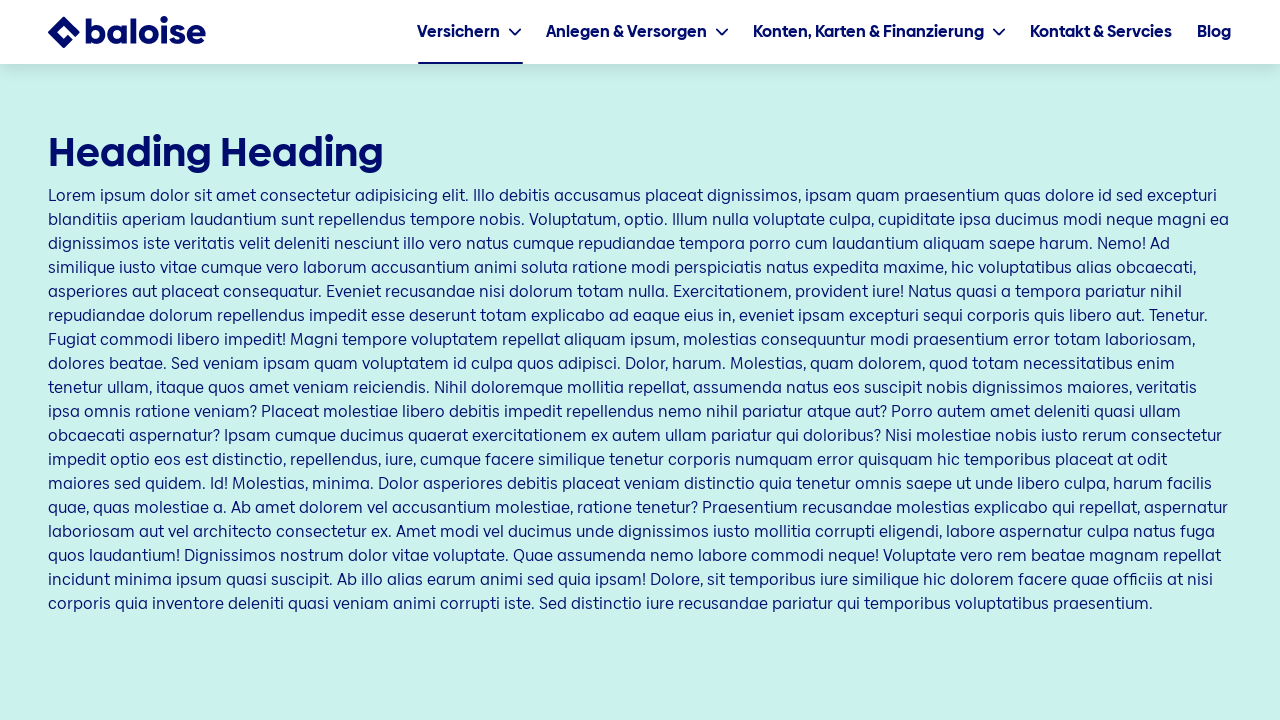 baloise
Versichern
Anlegen & Versorgen
Konten, Karten & Finanzierung
Kontakt & Servcies
Blog
Heading Heading
Lorem ipsum dolor sit amet consectetur adipisicing elit. Illo debitis accusamus placeat dignissimos, ipsam quam praesentium quas dolore id sed excepturi
blanditiis aperiam laudantium sunt repellendus tempore nobis. Voluptatum, optio. Illum nulla voluptate culpa, cupiditate ipsa ducimus modi neque magni ea
dignissimos iste veritatis velit deleniti nesciunt illo vero natus cumque repudiandae tempora porro cum laudantium aliquam saepe harum. Nemo! Ad
similique iusto vitae cumque vero laborum accusantium animi soluta ratione modi perspiciatis natus expedita maxime, hic voluptatibus alias obcaecati,
asperiores aut placeat consequatur. Eveniet recusandae nisi dolorum totam nulla. Exercitationem, provident iure! Natus quasi a tempora pariatur nihil
repudiandae dolorum repellendus impedit esse deserunt totam explicabo ad eaque eius in, eveniet ipsam excepturi sequi corporis quis libero aut. Tenetur.
Fugiat commodi libero impedit! Magni tempore voluptatem repellat aliquam ipsum, molestias consequuntur modi praesentium error totam laboriosam,
dolores beatae. Sed veniam ipsam quam voluptatem id culpa quos adipisci. Dolor, harum. Molestias, quam dolorem, quod totam necessitatibus enim
tenetur ullam, itaque quos amet veniam reiciendis. Nihil doloremque mollitia repellat, assumenda natus eos suscipit nobis dignissimos maiores, veritatis
ipsa omnis ratione veniam? Placeat molestiae libero debitis impedit repellendus nemo nihil pariatur atque aut? Porro autem amet deleniti quasi ullam
obcaecati aspernatur? Ipsam cumque ducimus quaerat exercitationem ex autem ullam pariatur qui doloribus? Nisi molestiae nobis iusto rerum consectetur
impedit optio eos est distinctio, repellendus, iure, cumque facere similique tenetur corporis numquam error quisquam hic temporibus placeat at odit
maiores sed quidem. Id! Molestias, minima. Dolor asperiores debitis placeat veniam distinctio quia tenetur omnis saepe ut unde libero culpa, harum facilis
quae, quas molestiae a. Ab amet dolorem vel accusantium molestiae, ratione tenetur? Praesentium recusandae molestias explicabo qui repellat, aspernatur
laboriosam aut vel architecto consectetur ex. Amet modi vel ducimus unde dignissimos iusto mollitia corrupti eligendi, labore aspernatur culpa natus fuga
quos laudantium! Dignissimos nostrum dolor vitae voluptate. Quae assumenda nemo labore commodi neque! Voluptate vero rem beatae magnam repellat
incidunt minima ipsum quasi suscipit. Ab illo alias earum animi sed quia ipsam! Dolore, sit temporibus iure similique hic dolorem facere quae officiis at nisi
corporis quia inventore deleniti quasi veniam animi corrupti iste. Sed distinctio iure recusandae pariatur qui temporibus voluptatibus praesentium.